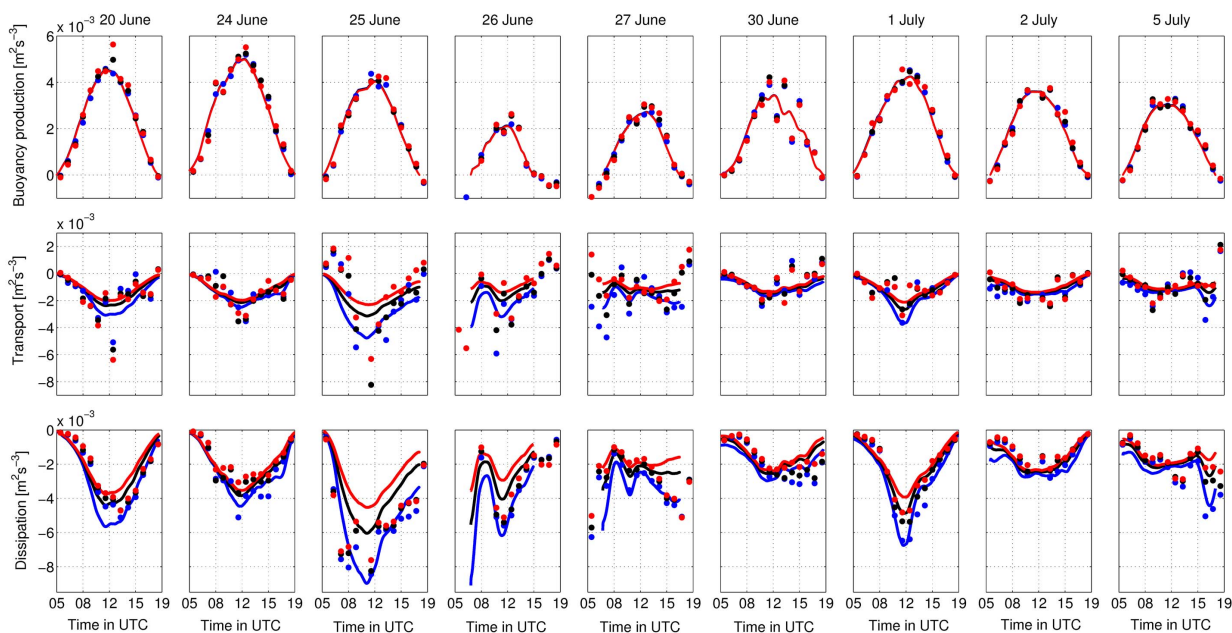 20 June 24 June 25 June 26 June 27 June 30 June 1 July 2 July 5 July
x 10⁻³
Buoyancy production [m²s⁻³]
6
4
2
0
x 10⁻³
Transport [m²s⁻³]
2
0
−2
−4
−6
−8
x 10⁻³
Dissipation [m²s⁻³]
0
−2
−4
−6
−8
05 08 12 15 19 05 08 12 15 19 05 08 12 15 19 05 08 12 15 19 05 08 12 15 19 05 08 12 15 19 05 08 12 15 19 05 08 12 15 19 05 08 12 15 19
Time in UTC Time in UTC Time in UTC Time in UTC Time in UTC Time in UTC Time in UTC Time in UTC Time in UTC